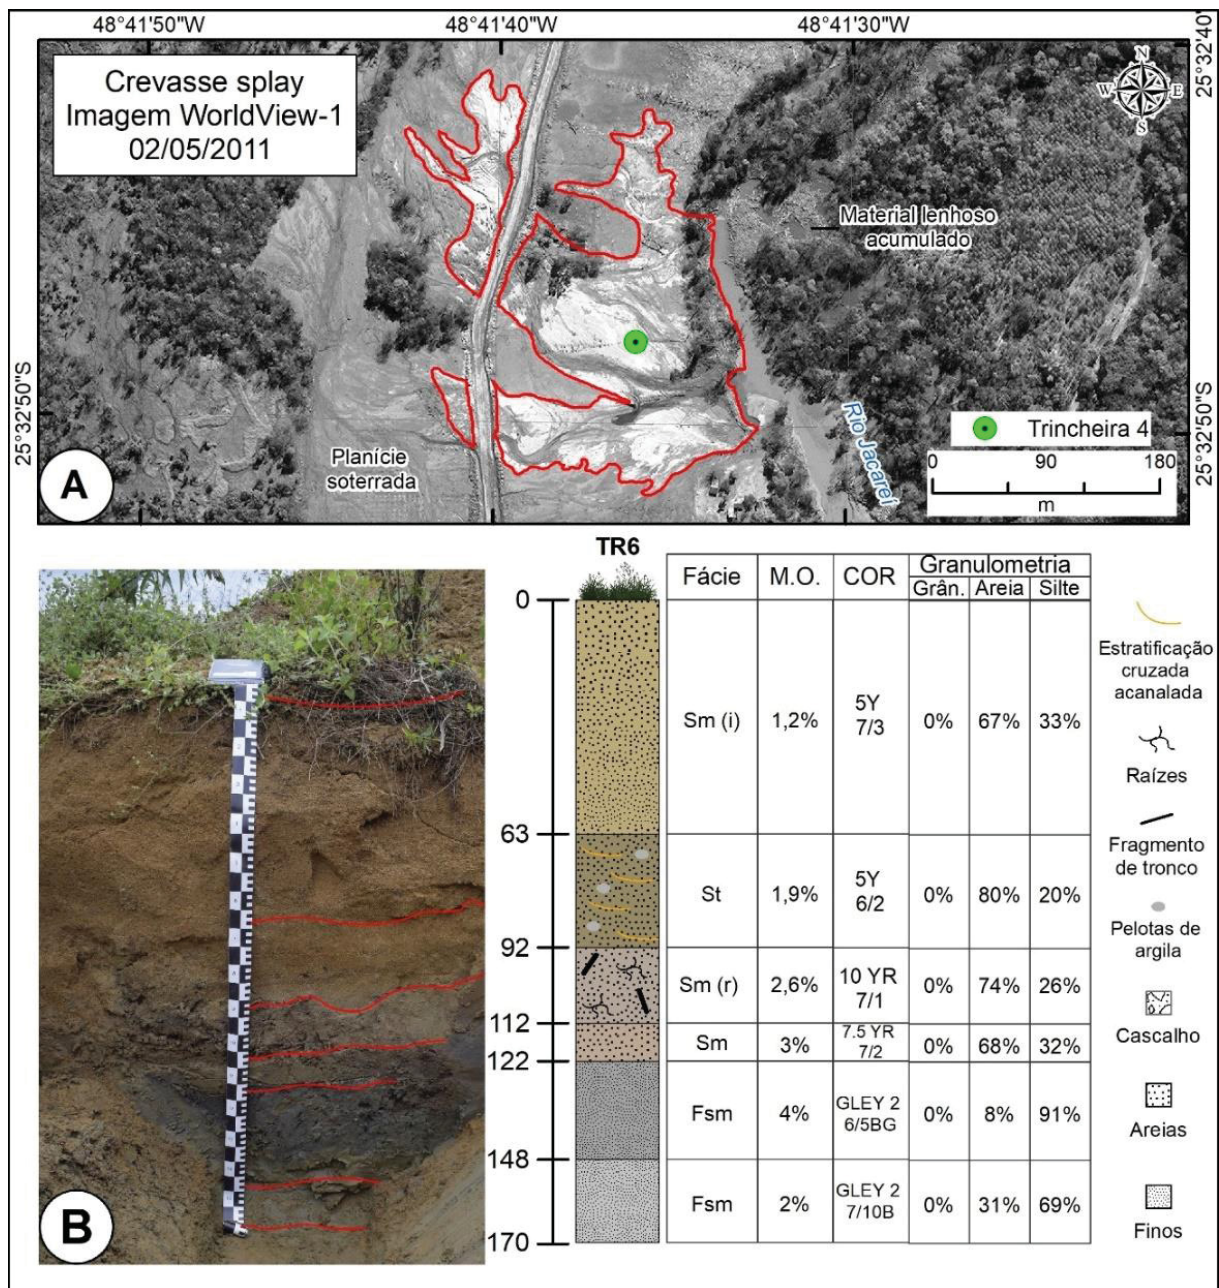 48°41'50"W
48°41'40"W
48°41'30"W
25°32'40"
Crevasse splay
Imagem WorldView-1
02/05/2011
N
W
E
S
Material lenhoso
acumulado
25°32'50"S
25°32'50"S
Rio Jacareí
Planície
soterrada
Trincheira 4
0
90
180
m
A
TR6
Fácie
M.O.
COR
Granulometria
Grân.
Areia
Silte
0
Sm (i)
1,2%
5Y
7/3
0%
67%
33%
63
St
1,9%
5Y
6/2
0%
80%
20%
92
Sm (r)
2,6%
10 YR
7/1
0%
74%
26%
112
Sm
3%
7.5 YR
7/2
0%
68%
32%
122
Fsm
4%
GLEY 2
6/5BG
0%
8%
91%
148
Fsm
2%
GLEY 2
7/10B
0%
31%
69%
170
Estratificação
cruzada
acanalada
Raízes
Fragmento
de tronco
Pelotas de
argila
Cascalho
Areias
Finos
B